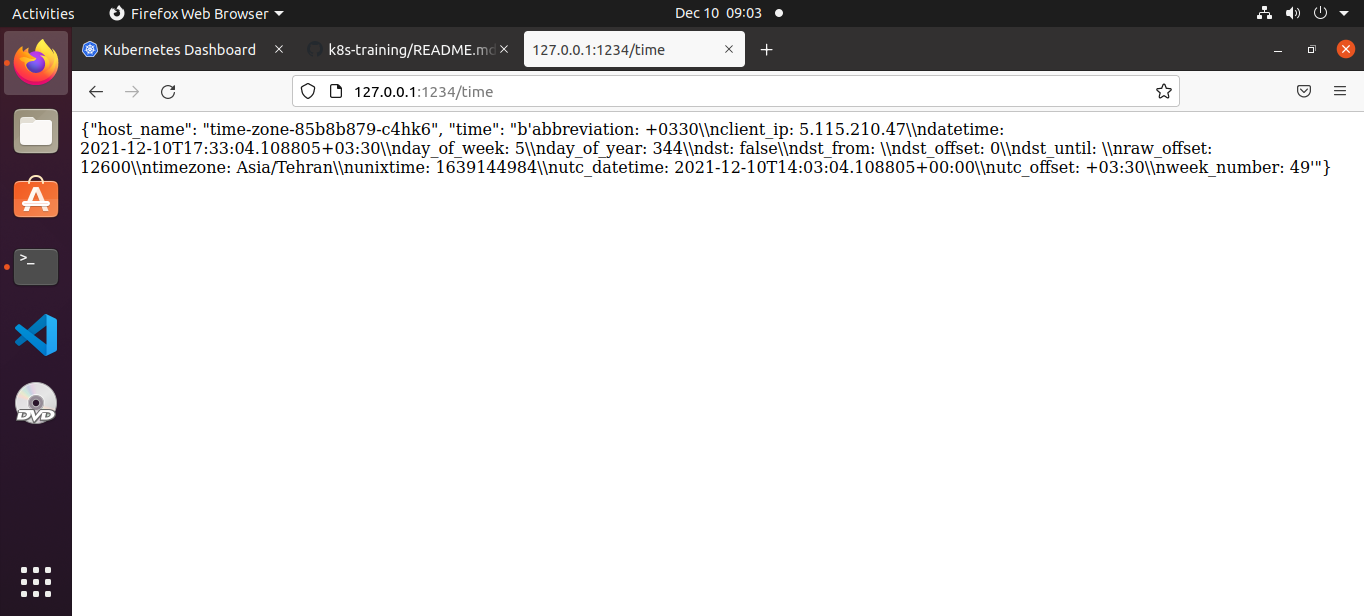 Activities Firefox Web Browser Dec 10 09:03
Kubernetes Dashboard k8s-training/README.md 127.0.0.1:1234/time
127.0.0.1:1234/time
{"host_name": "time-zone-85b8b879-c4hk6", "time": "b'abbreviation: +0330\\nclient_ip: 5.115.210.47\\ndatetime:
2021-12-10T17:33:04.108805+03:30\\nday_of_week: 5\\nday_of_year: 344\\ndst: false\\ndst_from: \\ndst_offset: 0\\ndst_until: \\nraw_offset:
12600\\ntimezone: Asia/Tehran\\nunixtime: 1639144984\\nutc_datetime: 2021-12-10T14:03:04.108805+00:00\\nutc_offset: +03:30\\nweek_number: 49'"}
>_
DVD